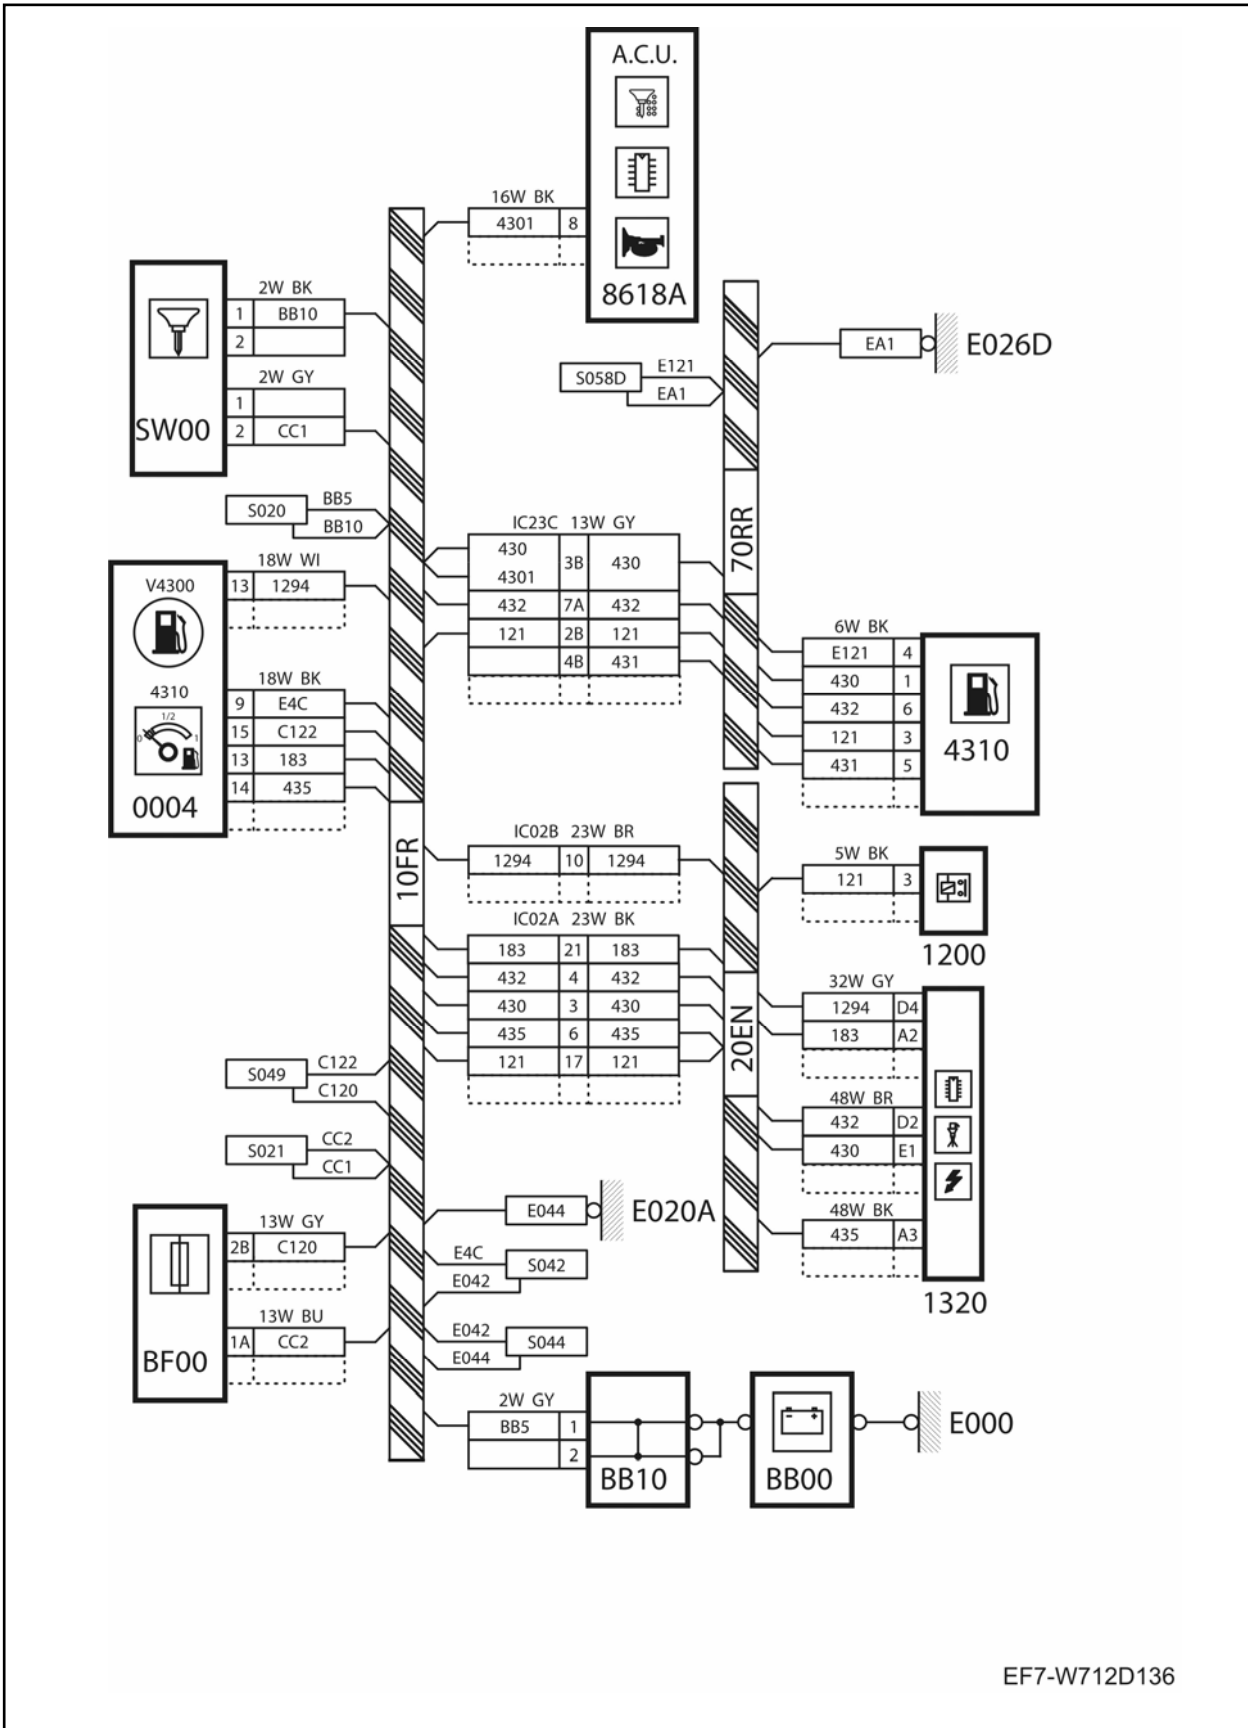 A.C.U.
16W BK
4301 8
8618A
2W BK
1 BB10
2
2W GY
1
2 CC1
SW00
EA1 E026D
S058D E121
EA1
S020 BB5
BB10
IC23C 13W GY
430 3B 430
4301
432 7A 432
121 2B 121
4B 431
70RR
18W WI
V4300
13 1294
4310
18W BK
9 E4C
15 C122
13 183
14 435
0 1/2 1
0004
6W BK
E121 4
430 1
432 6
121 3
431 5
4310
10FR
IC02B 23W BR
1294 10 1294
5W BK
121 3
1200
IC02A 23W BK
183 21 183
432 4 432
430 3 430
435 6 435
121 17 121
20EN
32W GY
1294 D4
183 A2
48W BR
432 D2
430 E1
48W BK
435 A3
1320
S049 C122
C120
S021 CC2
CC1
E044 E020A
13W GY
2B C120
E4C S042
E042
13W BU
1A CC2
BF00
E042 S044
E044
2W GY
BB5 1
2
BB10
- +
BB00
E000
EF7-W712D136